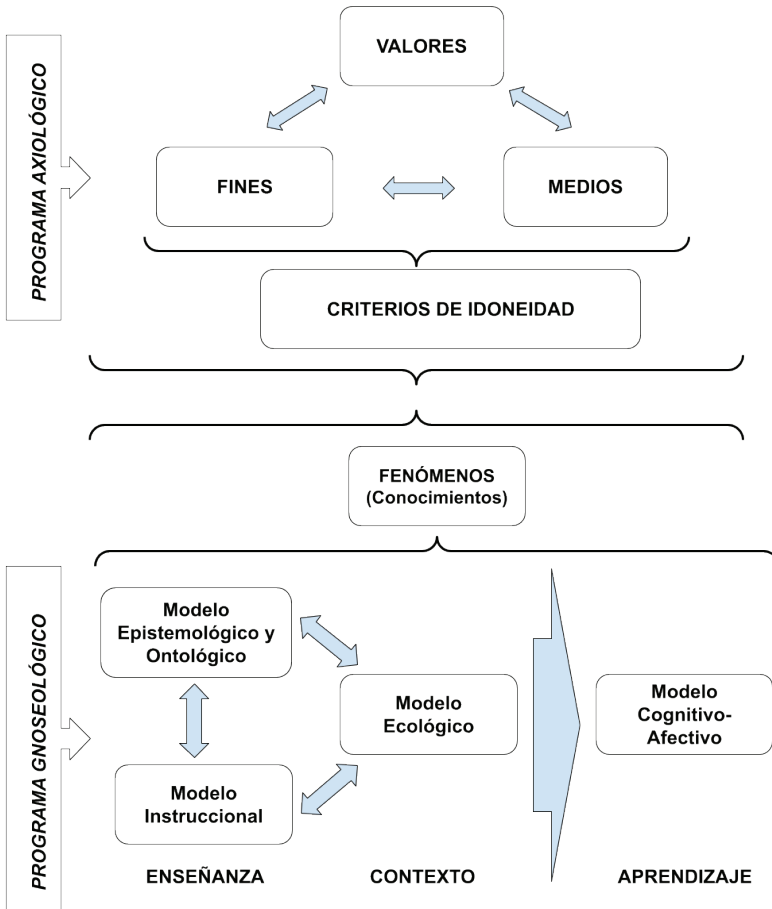 PROGRAMA AXIOLÓGICO
VALORES
FINES
MEDIOS
CRITERIOS DE IDONEIDAD
FENÓMENOS
(Conocimientos)
PROGRAMA GNOSEOLÓGICO
Modelo
Epistemológico y
Ontológico
Modelo
Ecológico
Modelo
Cognitivo-
Afectivo
Modelo
Instruccional
ENSEÑANZA
CONTEXTO
APRENDIZAJE